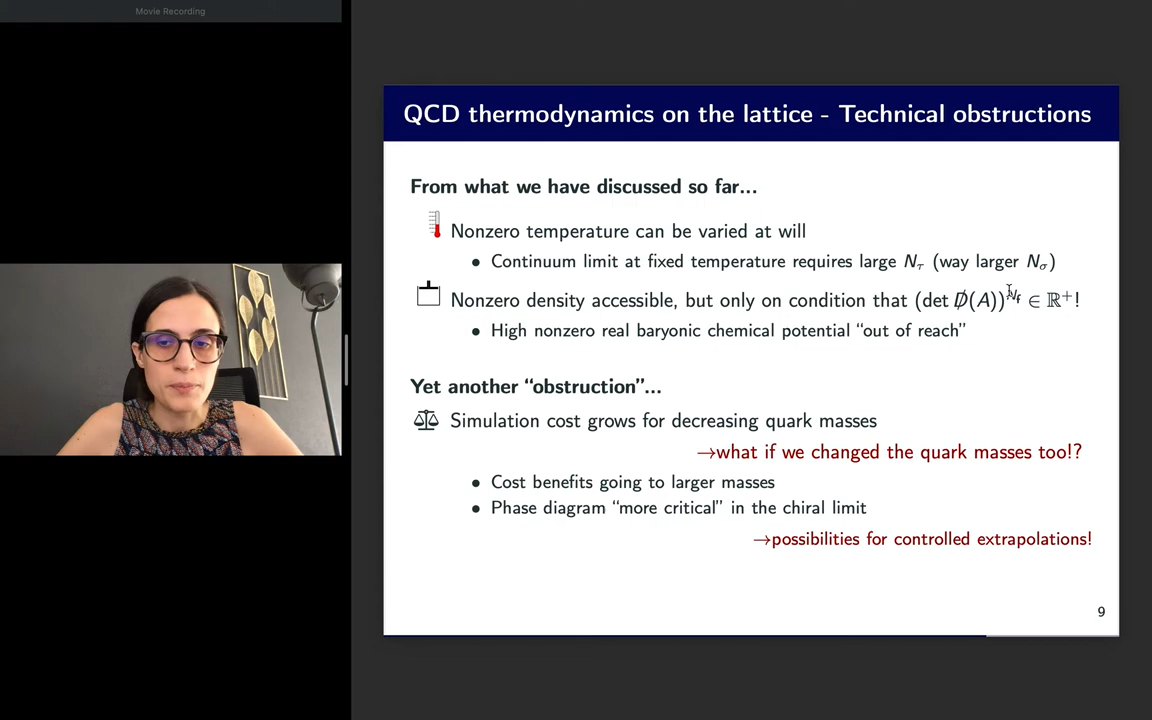 Movie Recording
QCD thermodynamics on the lattice - Technical obstructions
From what we have discussed so far...
Nonzero temperature can be varied at will
• Continuum limit at fixed temperature requires large Nτ (way larger Nσ)
Nonzero density accessible, but only on condition that (det D̸(A))^Nf ∈ ℝ⁺!
• High nonzero real baryonic chemical potential “out of reach”
Yet another “obstruction”...
Simulation cost grows for decreasing quark masses
→what if we changed the quark masses too!?
• Cost benefits going to larger masses
• Phase diagram “more critical” in the chiral limit
→possibilities for controlled extrapolations!
9